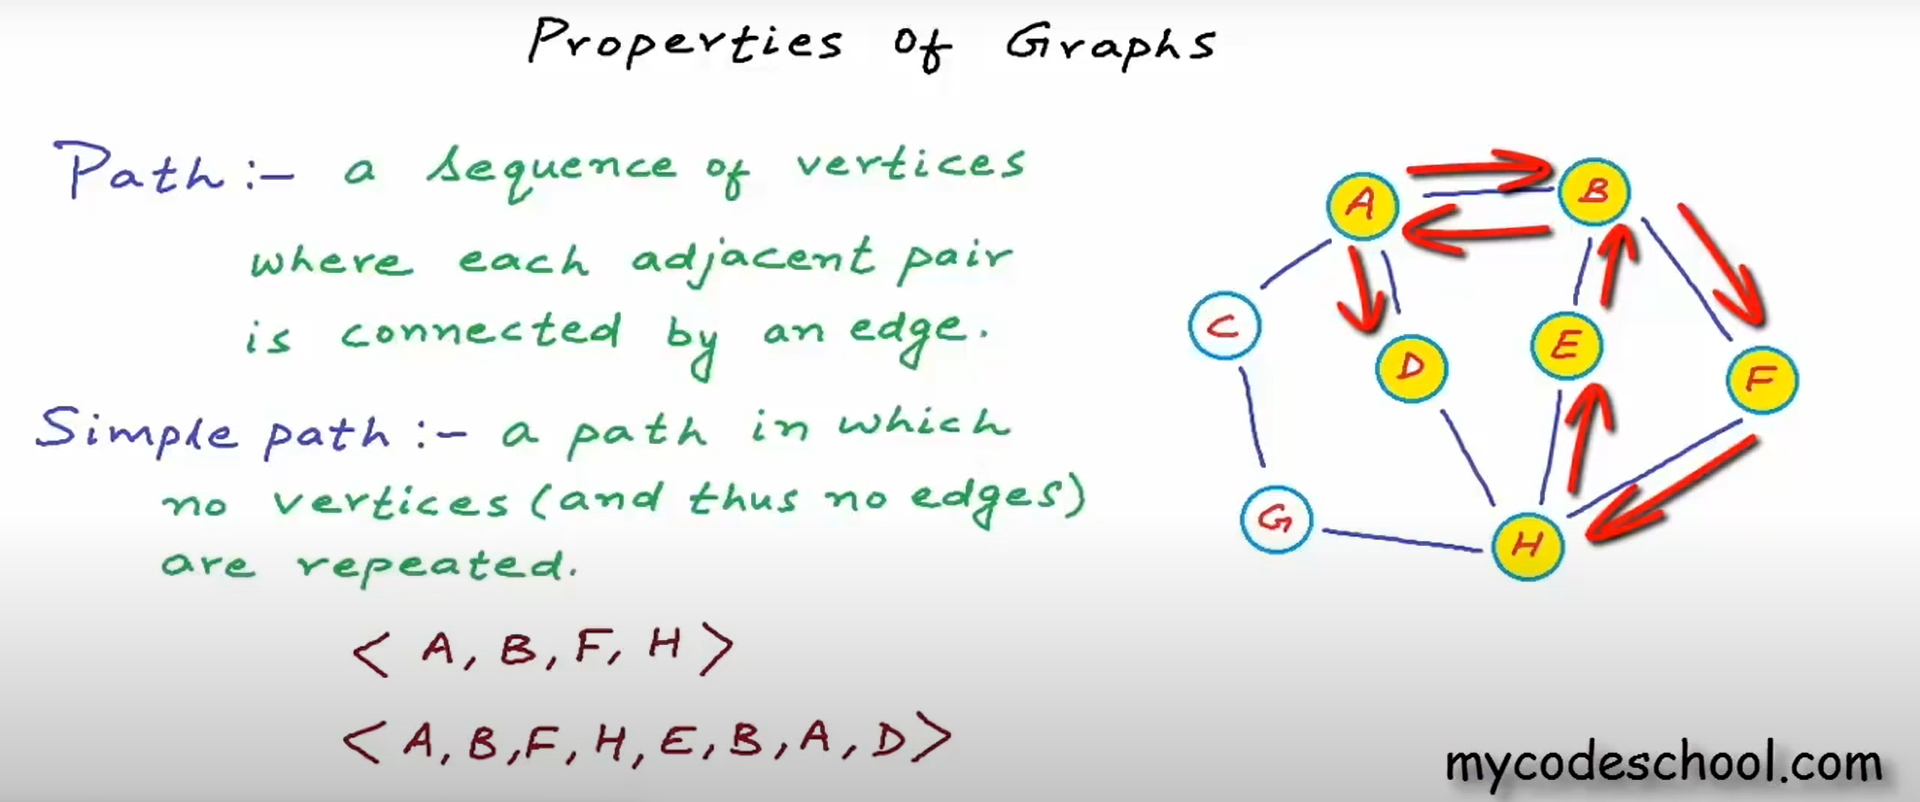 Properties of Graphs
Path :- a sequence of vertices
where each adjacent pair
is connected by an edge.
Simple path :- a path in which
no vertices (and thus no edges)
are repeated.
< A, B, F, H >
< A, B, F, H, E, B, A, D >
A
B
C
D
E
F
G
H
mycodeschool.com